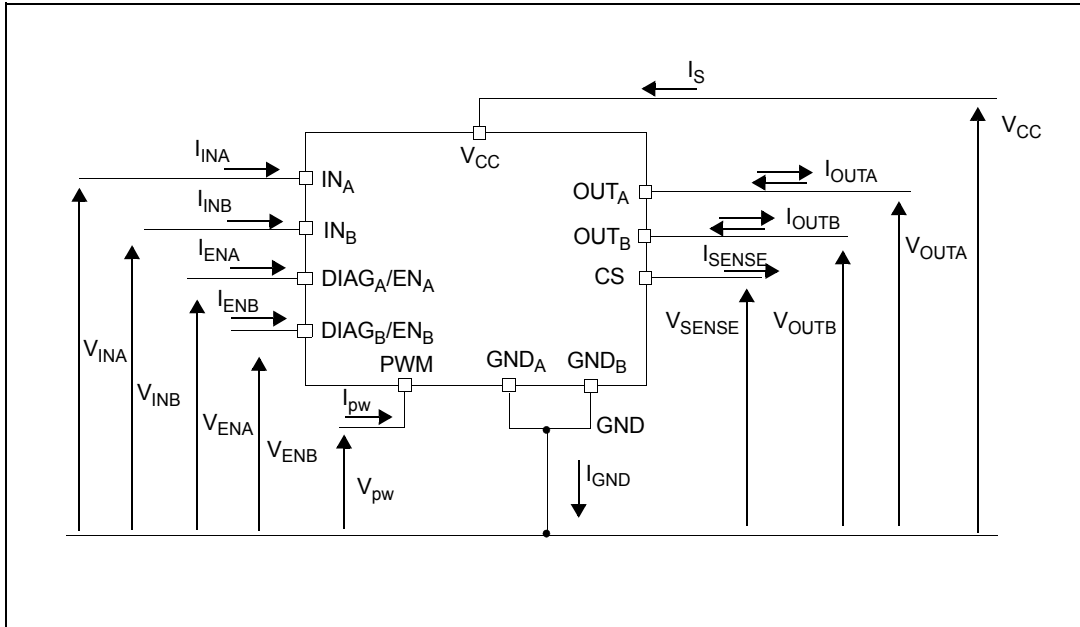 I_S
V_CC
V_CC
I_INA
IN_A
OUT_A
I_OUTA
I_INB
IN_B
OUT_B
I_OUTB
I_ENA
DIAG_A/EN_A
CS
I_SENSE
V_OUTA
I_ENB
DIAG_B/EN_B
V_SENSE
V_OUTB
V_INA
PWM
GND_A
GND_B
V_INB
I_pw
GND
V_ENA
V_ENB
V_pw
I_GND